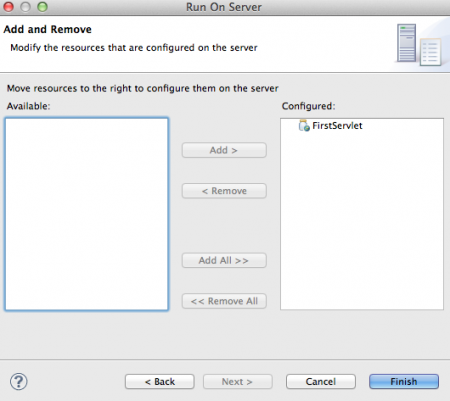 Run On Server
Add and Remove
Modify the resources that are configured on the server
Move resources to the right to configure them on the server
Available:
Configured:
FirstServlet
Add >
< Remove
Add All >>
<< Remove All
?
< Back
Next >
Cancel
Finish